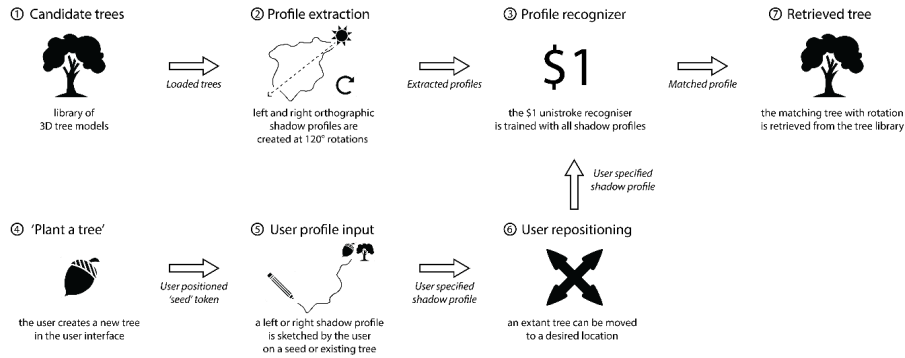 ① Candidate trees
library of
3D tree models
Loaded trees
② Profile extraction
left and right orthographic
shadow profiles are
created at 120° rotations
Extracted profiles
③ Profile recognizer
$1
the $1 unistroke recogniser
is trained with all shadow profiles
Matched profile
⑦ Retrieved tree
the matching tree with rotation
is retrieved from the tree library
User specified
shadow profile
④ 'Plant a tree'
the user creates a new tree
in the user interface
User positioned
'seed' token
⑤ User profile input
a left or right shadow profile
is sketched by the user
on a seed or existing tree
User specified
shadow profile
⑥ User repositioning
an extant tree can be moved
to a desired location